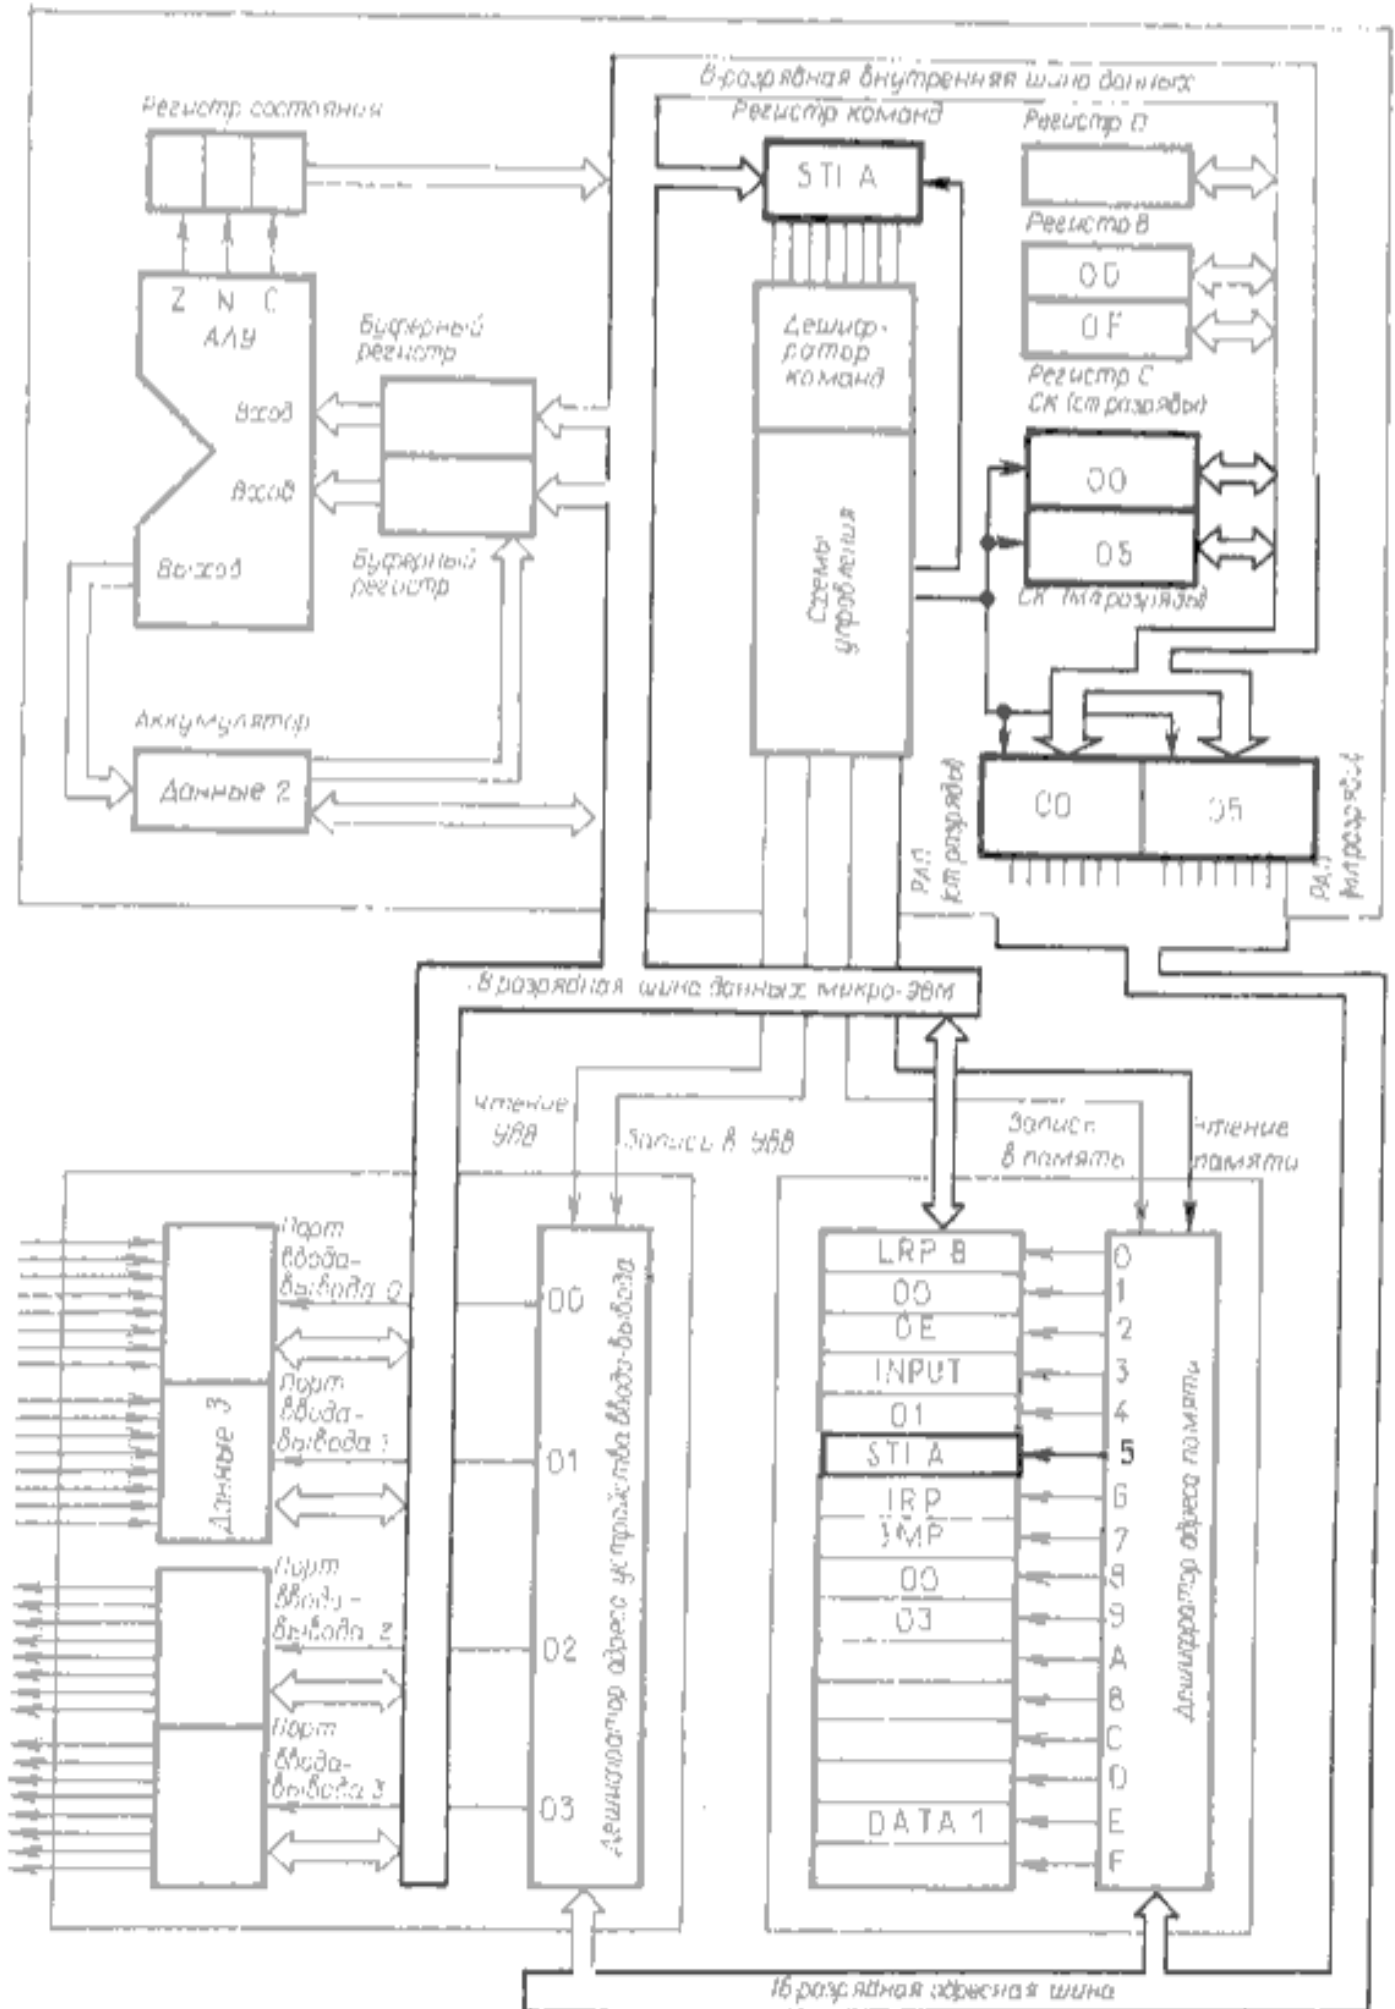 8-разрядная внутренняя шина данных
Регистр состояния
Регистр команд
STI A
Регистр D
Регистр B
00
0F
Регистр C
Z N C
АЛУ
Вход
Вход
Выход
Буферный
регистр
Буферный
регистр
Дешиф-
ратор
команд
Схемы
управления
СК (ст разряды)
00
05
СК (мл разряды)
Аккумулятор
Данные 2
РАП
(ст разряды)
00
05
РАП
мл разряды
8 разрядная шина данных микро-ЭВМ
Чтение
УВВ
Запись в УВВ
Запись
в память
Чтение
памяти
Порт
ввода-
вывода 0
Порт
ввода-
вывода 1
Данные 3
Порт
ввода-
вывода 2
Порт
ввода-
вывода 3
00
01
02
03
Дешифратор адреса устройства ввода-вывода
LRP B
00
0E
INPUT
01
STI A
IRP
JMP
00
03
DATA 1
0
1
2
3
4
5
6
7
8
9
A
B
C
D
E
F
Дешифратор адреса памяти
16 разрядная адресная шина